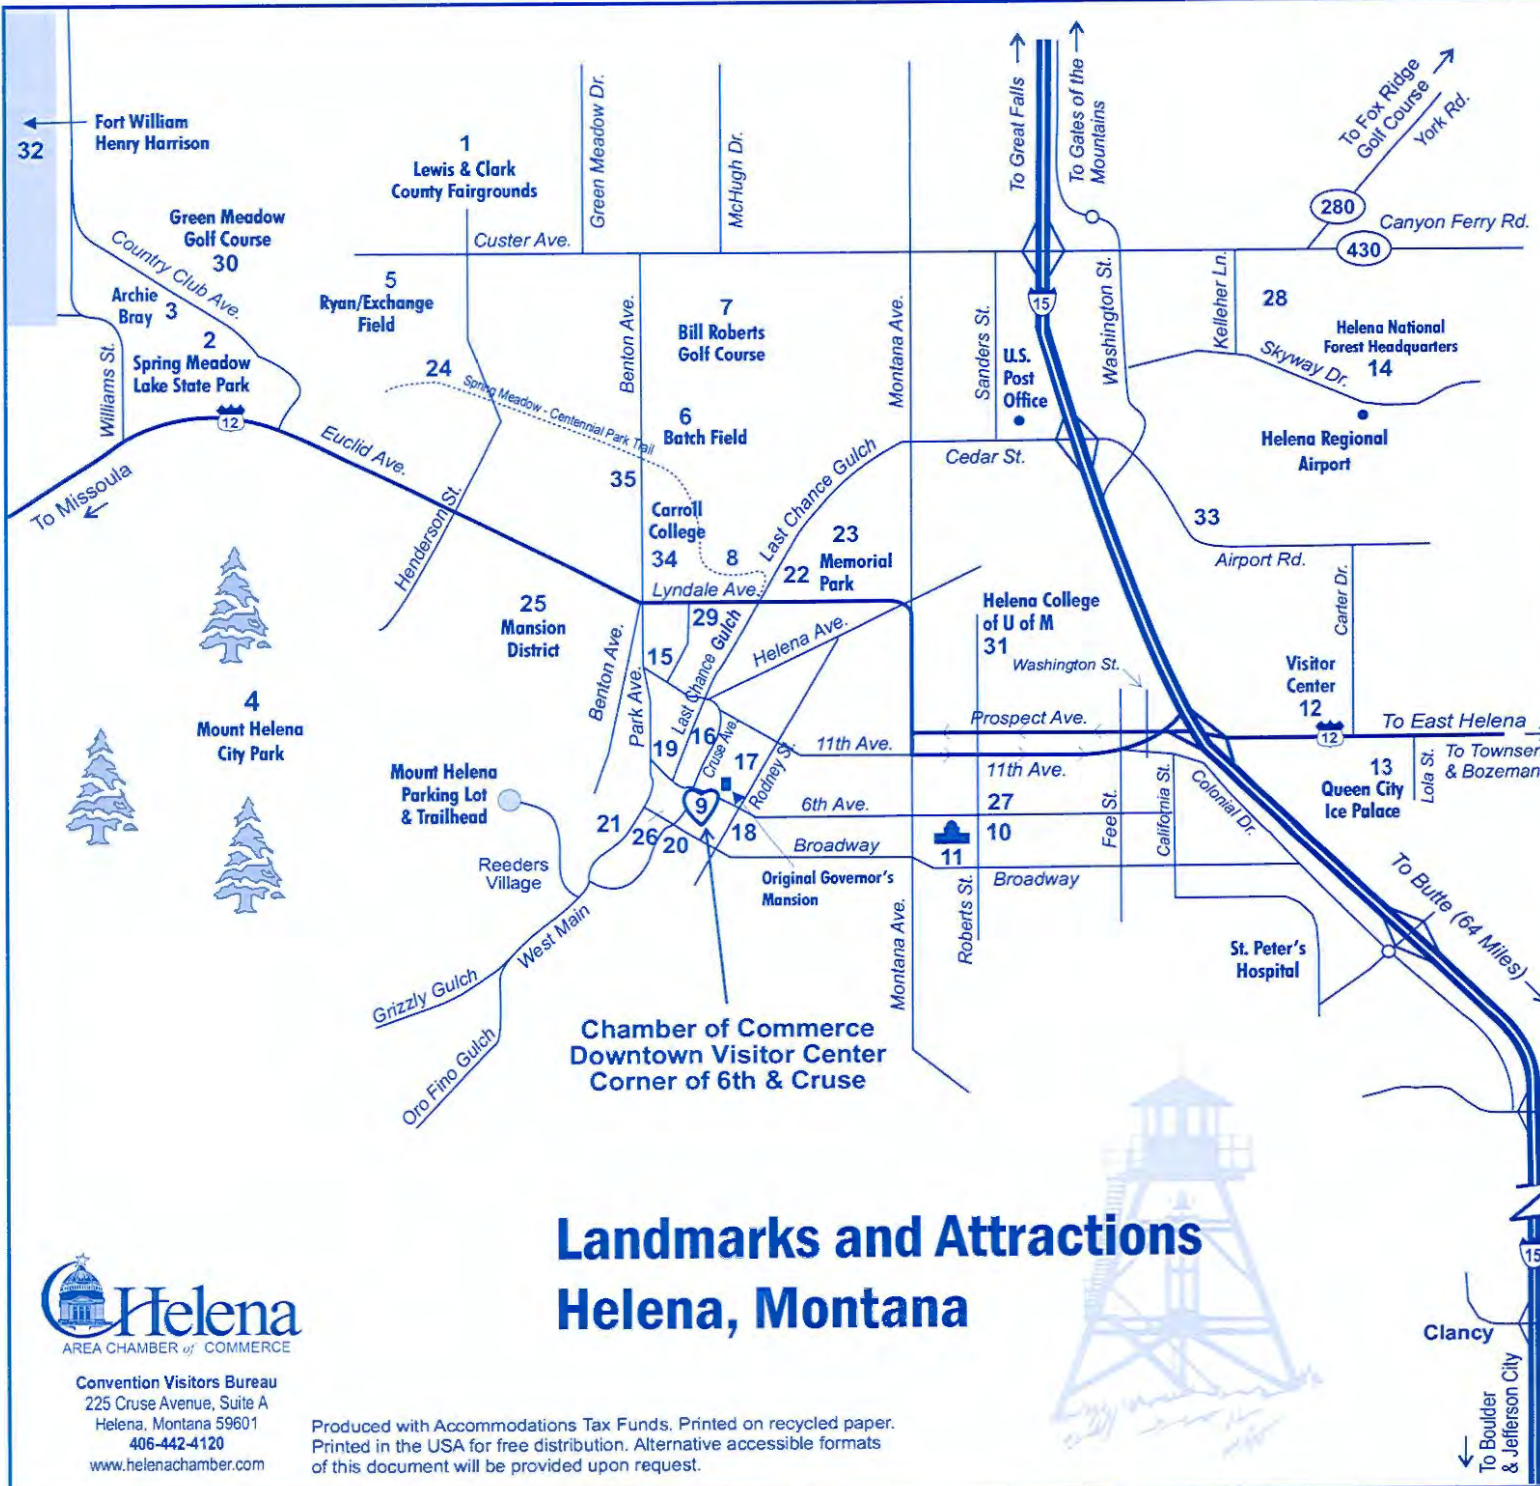 To Great Falls
To Gates of the
Mountains
To Fox Ridge
Golf Course
York Rd.
280
Canyon Ferry Rd.
430
32
Fort William
Henry Harrison
1
Lewis & Clark
County Fairgrounds
Green Meadow Dr.
McHugh Dr.
Custer Ave.
Green Meadow
Golf Course
30
Country Club Ave.
Archie
Bray
3
2
Spring Meadow
Lake State Park
Williams St.
12
Euclid Ave.
To Missoula
5
Ryan/Exchange
Field
24
Spring Meadow - Centennial Park Trail
Benton Ave.
7
Bill Roberts
Golf Course
6
Batch Field
35
Henderson St.
Montana Ave.
Sanders St.
15
U.S.
Post
Office
Washington St.
Kelleher Ln.
28
Helena National
Forest Headquarters
14
Skyway Dr.
Helena Regional
Airport
Cedar St.
Last Chance Gulch
33
Airport Rd.
Carter Dr.
Carroll
College
34
8
Lyndale Ave.
22
23
Memorial
Park
25
Mansion
District
29
15
Benton Ave.
Park Ave.
Last Chance Gulch
Helena Ave.
Helena College
of U of M
31
Washington St.
Visitor
Center
12
Prospect Ave.
12
To East Helena
To Townsen
& Bozeman
Lola St.
13
Queen City
Ice Palace
4
Mount Helena
City Park
Mount Helena
Parking Lot
& Trailhead
19
16
Cruse Ave.
17
Rodney St.
11th Ave.
11th Ave.
9
6th Ave.
27
10
11
18
21
26
20
Broadway
Broadway
Original Governor's
Mansion
Fee St.
California St.
Colonial Dr.
Roberts St.
Montana Ave.
Reeders
Village
West Main
Grizzly Gulch
Oro Fino Gulch
St. Peter's
Hospital
To Butte (64 Miles)
Chamber of Commerce
Downtown Visitor Center
Corner of 6th & Cruse
Landmarks and Attractions
Helena, Montana
15
Clancy
To Boulder
& Jefferson City
Helena
AREA CHAMBER of COMMERCE
Convention Visitors Bureau
225 Cruse Avenue, Suite A
Helena, Montana 59601
406-442-4120
www.helenachamber.com
Produced with Accommodations Tax Funds. Printed on recycled paper.
Printed in the USA for free distribution. Alternative accessible formats
of this document will be provided upon request.